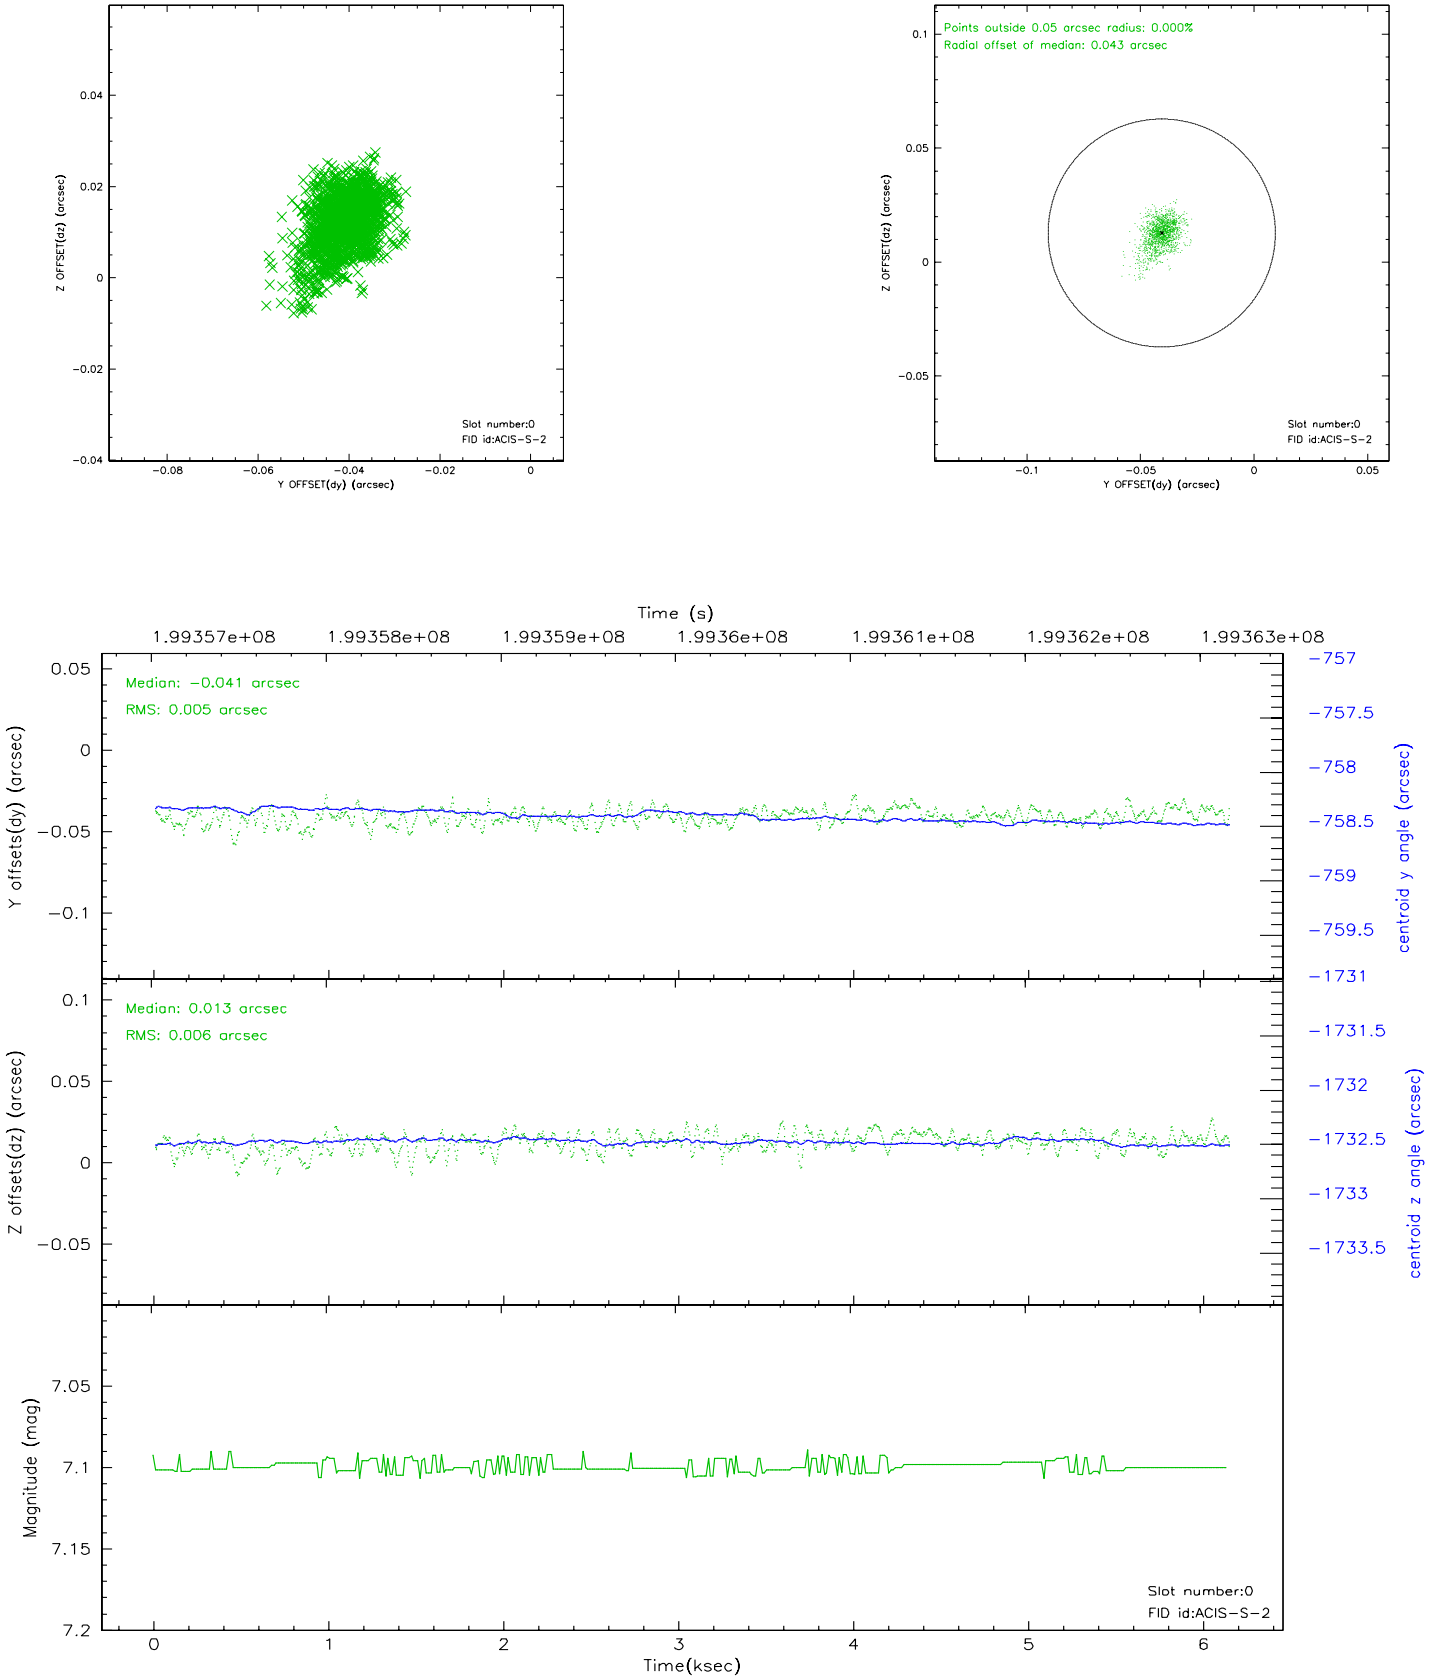 0.04
0.02
0
−0.02
−0.04
Z OFFSET(dz) (arcsec)
Slot number:0
FID id:ACIS−S−2
−0.08
−0.06
−0.04
−0.02
0
Y OFFSET(dy) (arcsec)
Points outside 0.05 arcsec radius: 0.000%
Radial offset of median: 0.043 arcsec
0.1
0.05
0
−0.05
Z OFFSET(dz) (arcsec)
Slot number:0
FID id:ACIS−S−2
−0.1
−0.05
0
0.05
Y OFFSET(dy) (arcsec)
Time (s)
1.99357e+08
1.99358e+08
1.99359e+08
1.9936e+08
1.99361e+08
1.99362e+08
1.99363e+08
0.05
0
−0.05
−0.1
Y offsets(dy) (arcsec)
Median: −0.041 arcsec
RMS: 0.005 arcsec
−757
−757.5
−758
−758.5
−759
−759.5
centroid y angle (arcsec)
0.1
0.05
0
−0.05
Z offsets(dz) (arcsec)
Median: 0.013 arcsec
RMS: 0.006 arcsec
−1731
−1731.5
−1732
−1732.5
−1733
−1733.5
centroid z angle (arcsec)
7.05
7.1
7.15
7.2
Magnitude (mag)
Slot number:0
FID id:ACIS−S−2
0
1
2
3
4
5
6
Time(ksec)